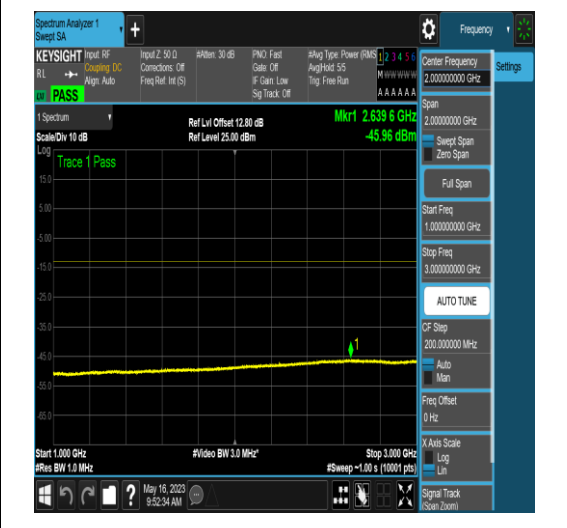 Spectrum Analyzer 1
Swept SA
Frequency
KEYSIGHT
RL
PASS
Input: RF
Coupling: DC
Align: Auto
Input Z: 50 Ω
Corrections: Off
Freq Ref: Int (S)
#Atten: 30 dB
PNO: Fast
Gate: Off
IF Gain: Low
Sig Track: Off
#Avg Type: Power (RMS
Avg|Hold: 5/5
Trig: Free Run
1 2 3 4 5 6
M W W W W W
A A A A A A
1 Spectrum
Scale/Div 10 dB
Ref Lvl Offset 12.80 dB
Ref Level 25.00 dBm
Mkr1 2.639 6 GHz
-45.96 dBm
Log
Trace 1 Pass
15.0
5.00
-5.00
-15.0
-25.0
-35.0
1
-45.0
-55.0
-65.0
Start 1.000 GHz
#Res BW 1.0 MHz
#Video BW 3.0 MHz*
Stop 3.000 GHz
#Sweep ~1.00 s (10001 pts)
Center Frequency
2.000000000 GHz
Settings
Span
2.00000000 GHz
Swept Span
Zero Span
Full Span
Start Freq
1.000000000 GHz
Stop Freq
3.000000000 GHz
AUTO TUNE
CF Step
200.000000 MHz
Auto
Man
Freq Offset
0 Hz
X Axis Scale
Log
Lin
Signal Track
(Span Zoom)
May 16, 2023
9:52:34 AM